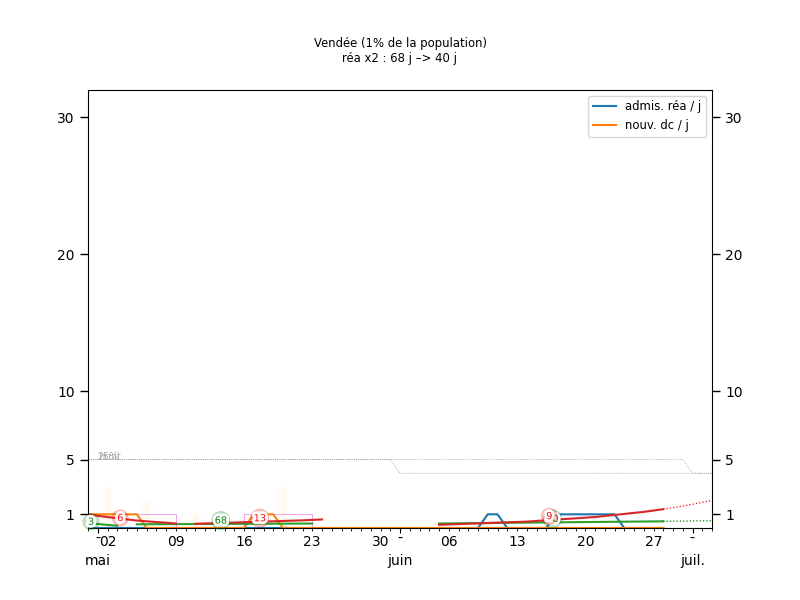 Vendée (1% de la population)
réa x2 : 68 j –> 40 j
admis. réa / j
nouv. dc / j
30 30
20 20
10 10
5 5
1 1
3 6 68 13 9
02 09 16 23 30 - 06 13 20 27 -
mai juin juil.